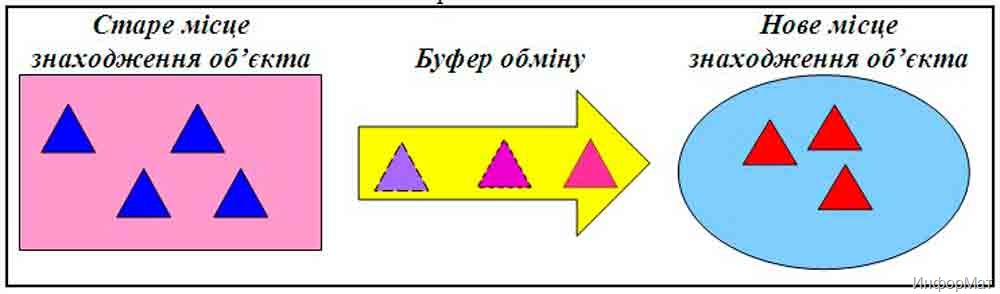 Старе місце
знаходження об’єкта
Буфер обміну
Нове місце
знаходження об’єкта
ИнфорМат